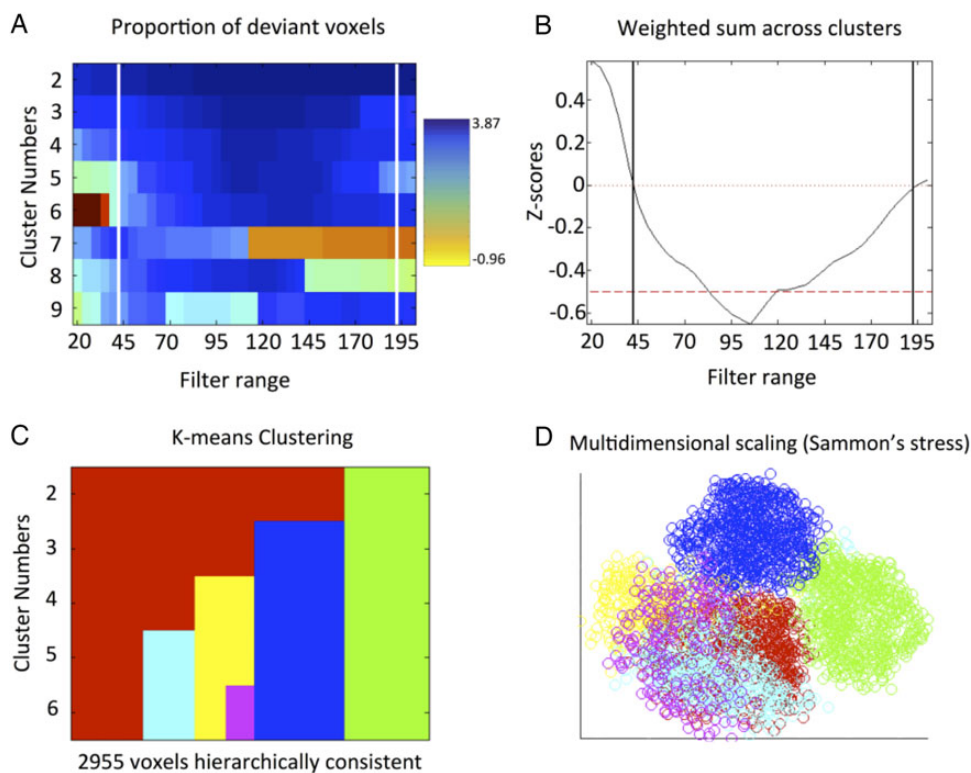 A
Proportion of deviant voxels
Cluster Numbers
2
3
4
5
6
7
8
9
20 45 70 95 120 145 170 195
Filter range
3.87
-0.96
B
Weighted sum across clusters
Z-scores
0.4
0.2
0
-0.2
-0.4
-0.6
20 45 70 95 120 145 170 195
Filter range
C
K-means Clustering
Cluster Numbers
2
3
4
5
6
2955 voxels hierarchically consistent
D
Multidimensional scaling (Sammon's stress)